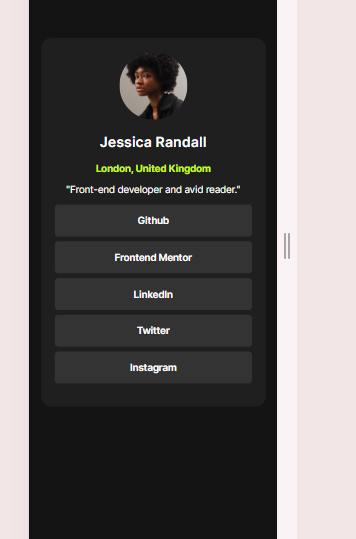 Jessica Randall
London, United Kingdom
"Front-end developer and avid reader."
Github
Frontend Mentor
LinkedIn
Twitter
Instagram